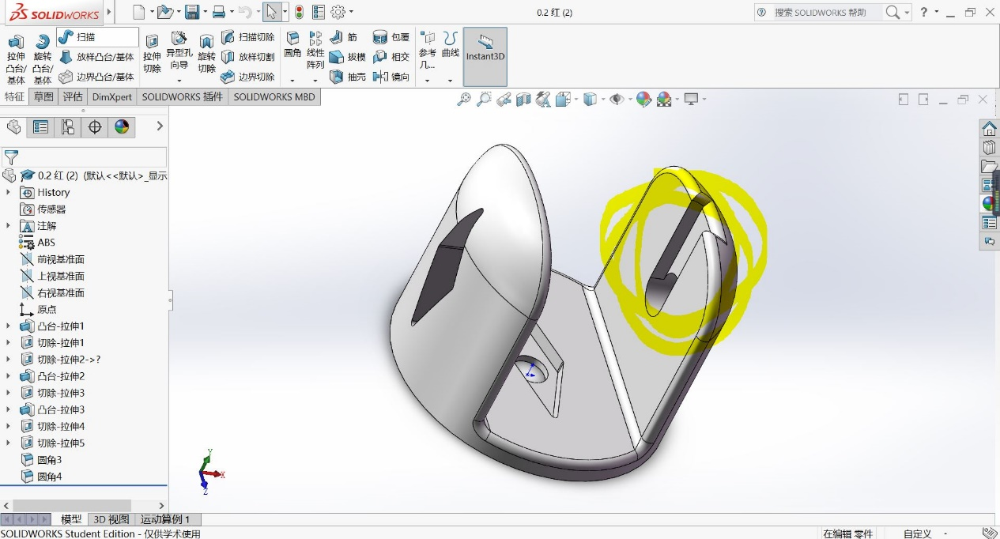 SOLIDWORKS
0.2 红 (2)
搜索 SOLIDWORKS 帮助
?
拉伸凸台/基体
旋转凸台/基体
扫描
放样凸台/基体
边界凸台/基体
拉伸切除
异型孔向导
旋转切除
扫描切除
放样切割
边界切除
圆角
线性阵列
筋
拔模
抽壳
包覆
相交
镜向
参考几...
曲线
Instant3D
特征 草图 评估 DimXpert SOLIDWORKS 插件 SOLIDWORKS MBD
0.2 红 (2) (默认<<默认>_显示
History
传感器
注解
ABS
前视基准面
上视基准面
右视基准面
原点
凸台-拉伸1
切除-拉伸1
切除-拉伸2->?
凸台-拉伸2
切除-拉伸3
凸台-拉伸3
切除-拉伸4
切除-拉伸5
圆角3
圆角4
Y
X
Z
模型 3D 视图 运动算例 1
SOLIDWORKS Student Edition - 仅供学术使用
在编辑 零件 自定义 -